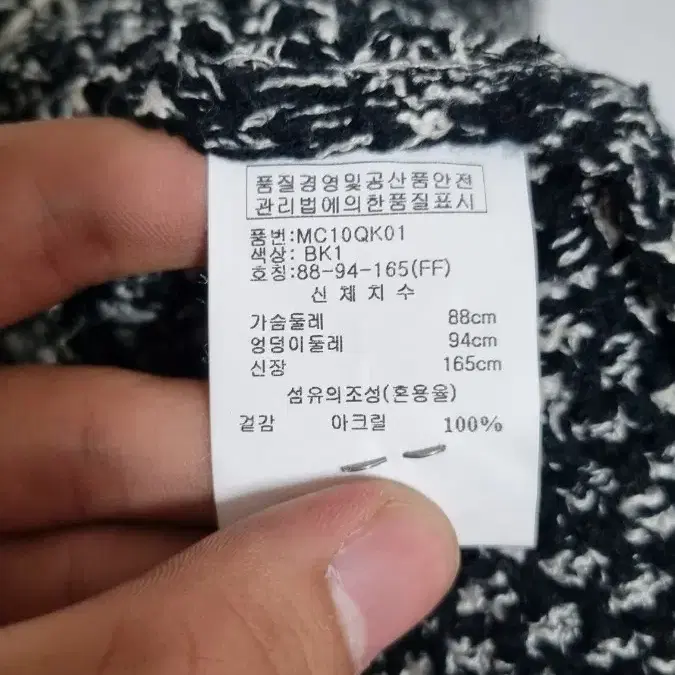 품질경영및공산품안전
관리법에의한품질표시
품번:MC10QK01
색상: BK1
호칭:88-94-165(FF)
신 체 치 수
가슴둘레 88cm
엉덩이둘레 94cm
신장 165cm
섬유의조성(혼용율)
겉감 아크릴 100%